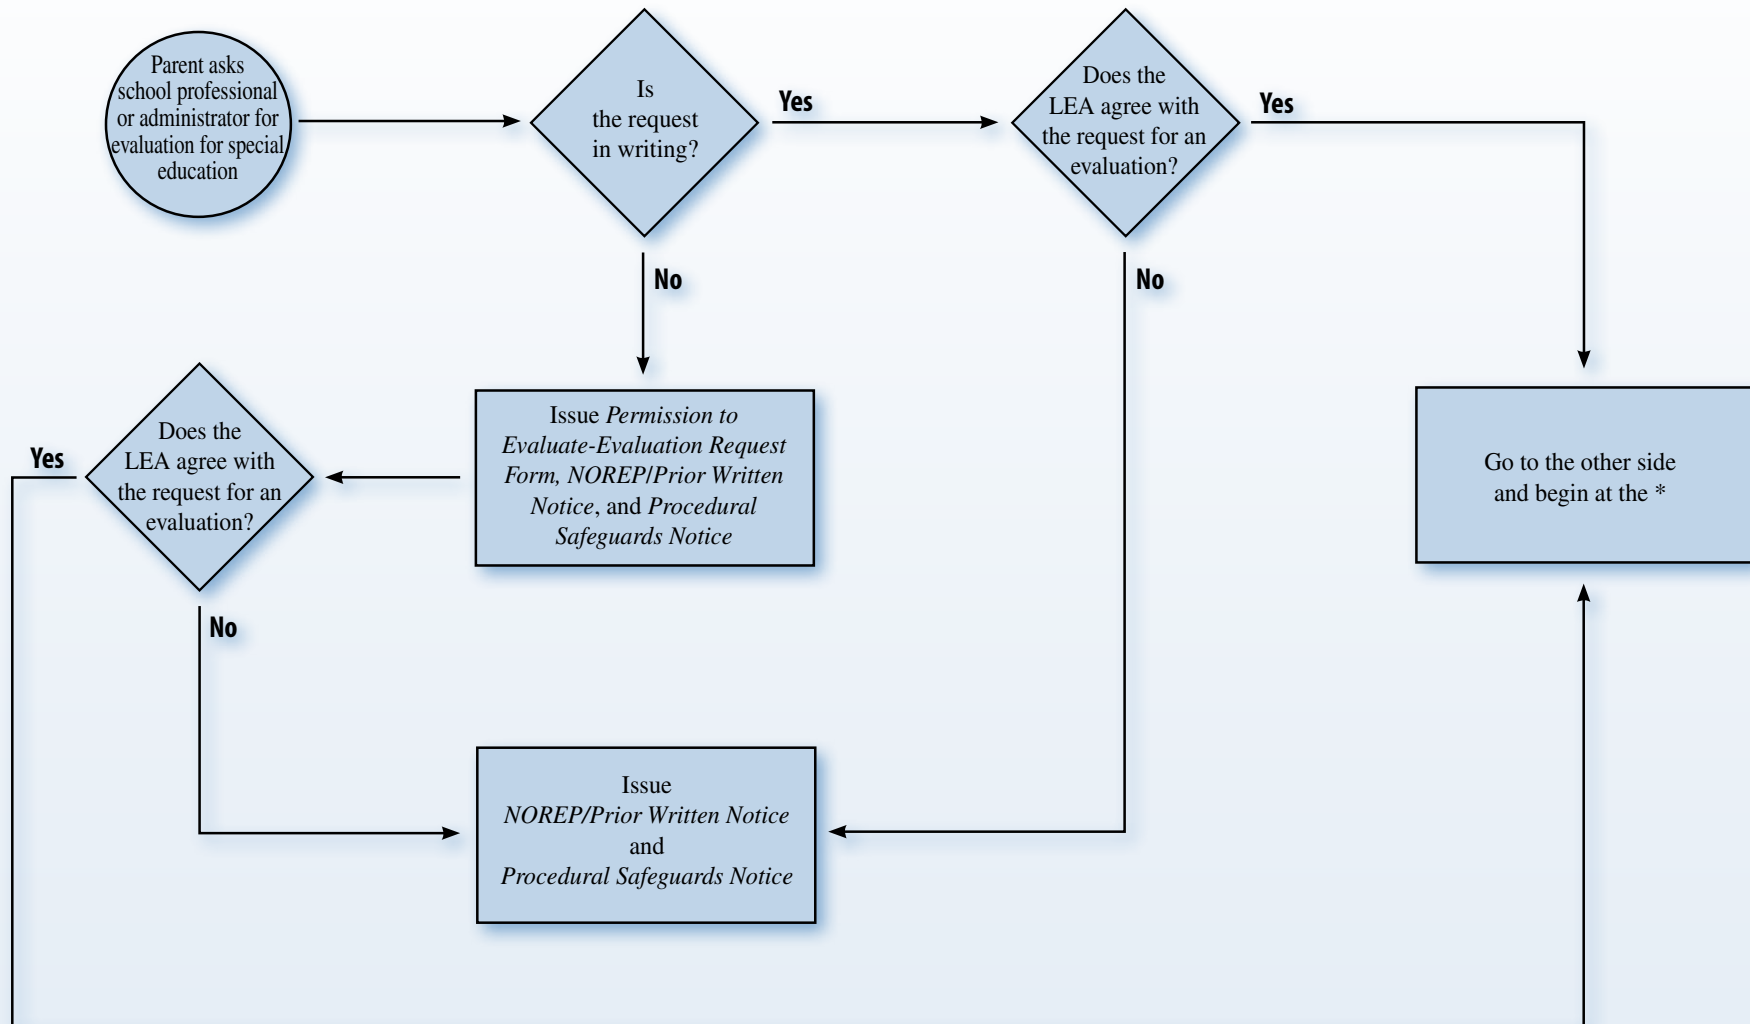 Parent asks
school professional
or administrator for
evaluation for special
education
Is
the request
in writing?
Yes
Does the
LEA agree with
the request for an
evaluation?
Yes
No
No
Yes
Does the
LEA agree with
the request for an
evaluation?
Issue Permission to
Evaluate-Evaluation Request
Form, NOREP/Prior Written
Notice, and Procedural
Safeguards Notice
Go to the other side
and begin at the *
No
Issue
NOREP/Prior Written Notice
and
Procedural Safeguards Notice